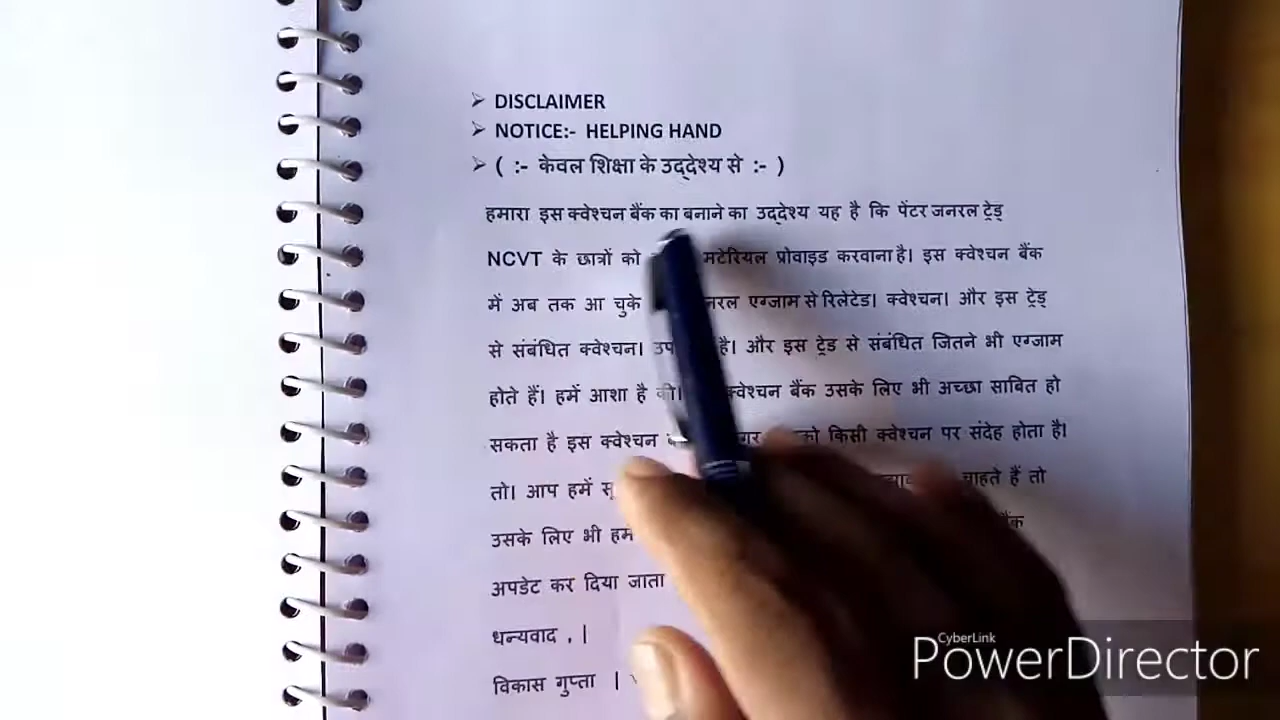 DISCLAIMER
NOTICE:- HELPING HAND
( :- केवल शिक्षा के उद्देश्य से :- )
हमारा इस क्वेश्चन बैंक का बनाने का उद्देश्य यह है कि पेंटर जनरल ट्रेड्
NCVT के छात्रों को मटेरियल प्रोवाइड करवाना है। इस क्वेश्चन बैंक
में अब तक आ चुके एग्जाम से रिलेटेड। क्वेश्चन। और इस ट्रेड्
से संबंधित क्वेश्चन। है। और इस ट्रेड से संबंधित जितने भी एग्जाम
होते हैं। हमें आशा है की। क्वेश्चन बैंक उसके लिए भी अच्छा साबित हो
सकता है इस क्वेश्चन को किसी क्वेश्चन पर संदेह होता है।
तो। आप हमें चाहते हैं तो
उसके लिए भी
अपडेट कर दिया जाता
धन्यवाद , |
विकास गुप्ता |
CyberLink
PowerDirector